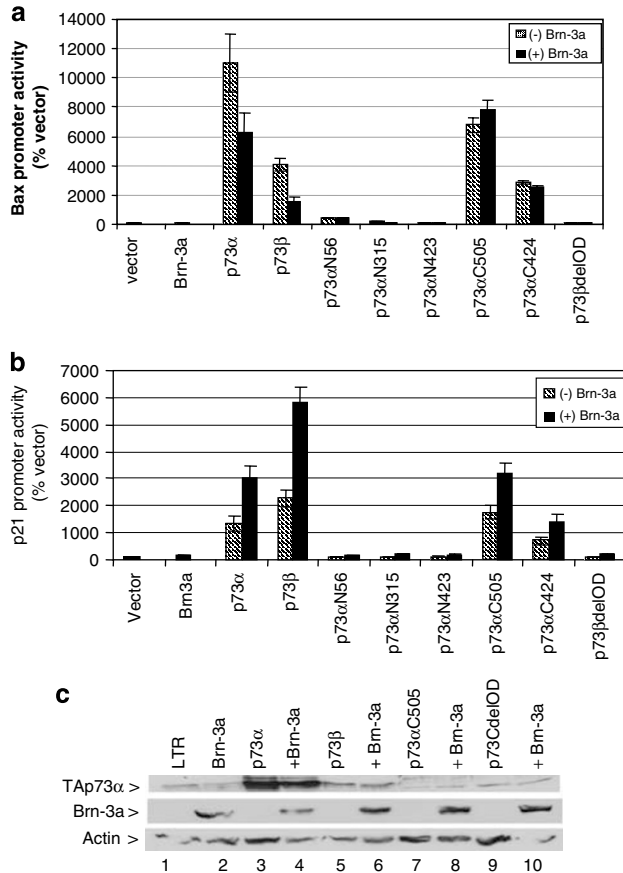 a
14000
12000
10000
8000
6000
4000
2000
0
Bax promoter activity
(% vector)
(-) Brn-3a
(+) Brn-3a
vector
Brn-3a
p73α
p73β
p73αN56
p73αN315
p73αN423
p73αC505
p73αC424
p73βdelOD
b
7000
6000
5000
4000
3000
2000
1000
0
p21 promoter activity
(% vector)
(-) Brn-3a
(+) Brn-3a
Vector
Brn3a
p73α
p73β
p73αN56
p73αN315
p73αN423
p73αC505
p73αC424
p73βdelOD
c
LTR
Brn-3a
p73α
+Brn-3a
p73β
+ Brn-3a
p73αC505
+ Brn-3a
p73CdelOD
+ Brn-3a
TAp73α >
Brn-3a >
Actin >
1 2 3 4 5 6 7 8 9 10